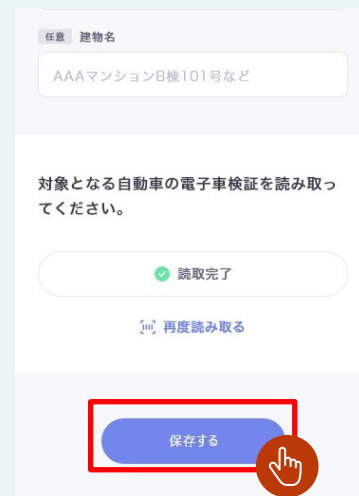 任意 建物名
AAAマンションB棟101号など
対象となる自動車の電子車検証を読み取っ
てください。
読取完了
再度読み取る
保存する